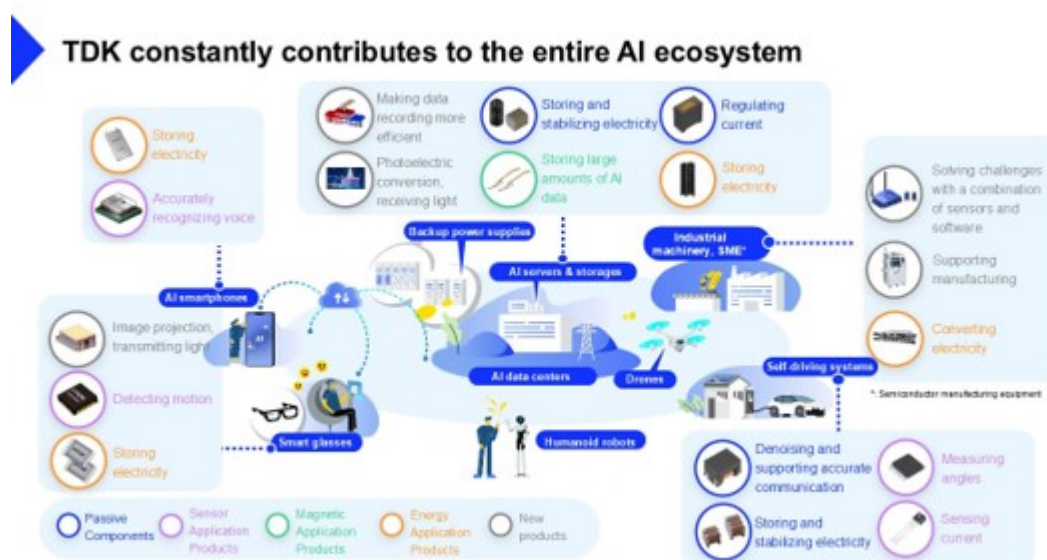 TDK constantly contributes to the entire AI ecosystem
Storing
electricity
Accurately
recognizing voice
Making data
recording more
efficient
Photoelectric
conversion,
receiving light
Storing and
stabilizing electricity
Storing large
amounts of AI
data
Regulating
current
Storing
electricity
Solving challenges
with a combination
of sensors and
software
Supporting
manufacturing
Converting
electricity
*: Semiconductor manufacturing equipment
Backup power supplies
AI servers & storages
Industrial
machinery, SME*
AI smartphones
Image projection,
transmitting light
Detecting motion
Storing
electricity
Smart glasses
AI data centers
Drones
Self-driving systems
Humanoid robots
Denoising and
supporting accurate
communication
Storing and
stabilizing electricity
Measuring
angles
Sensing
current
Passive
Components
Sensor
Application
Products
Magnetic
Application
Products
Energy
Application
Products
New
products